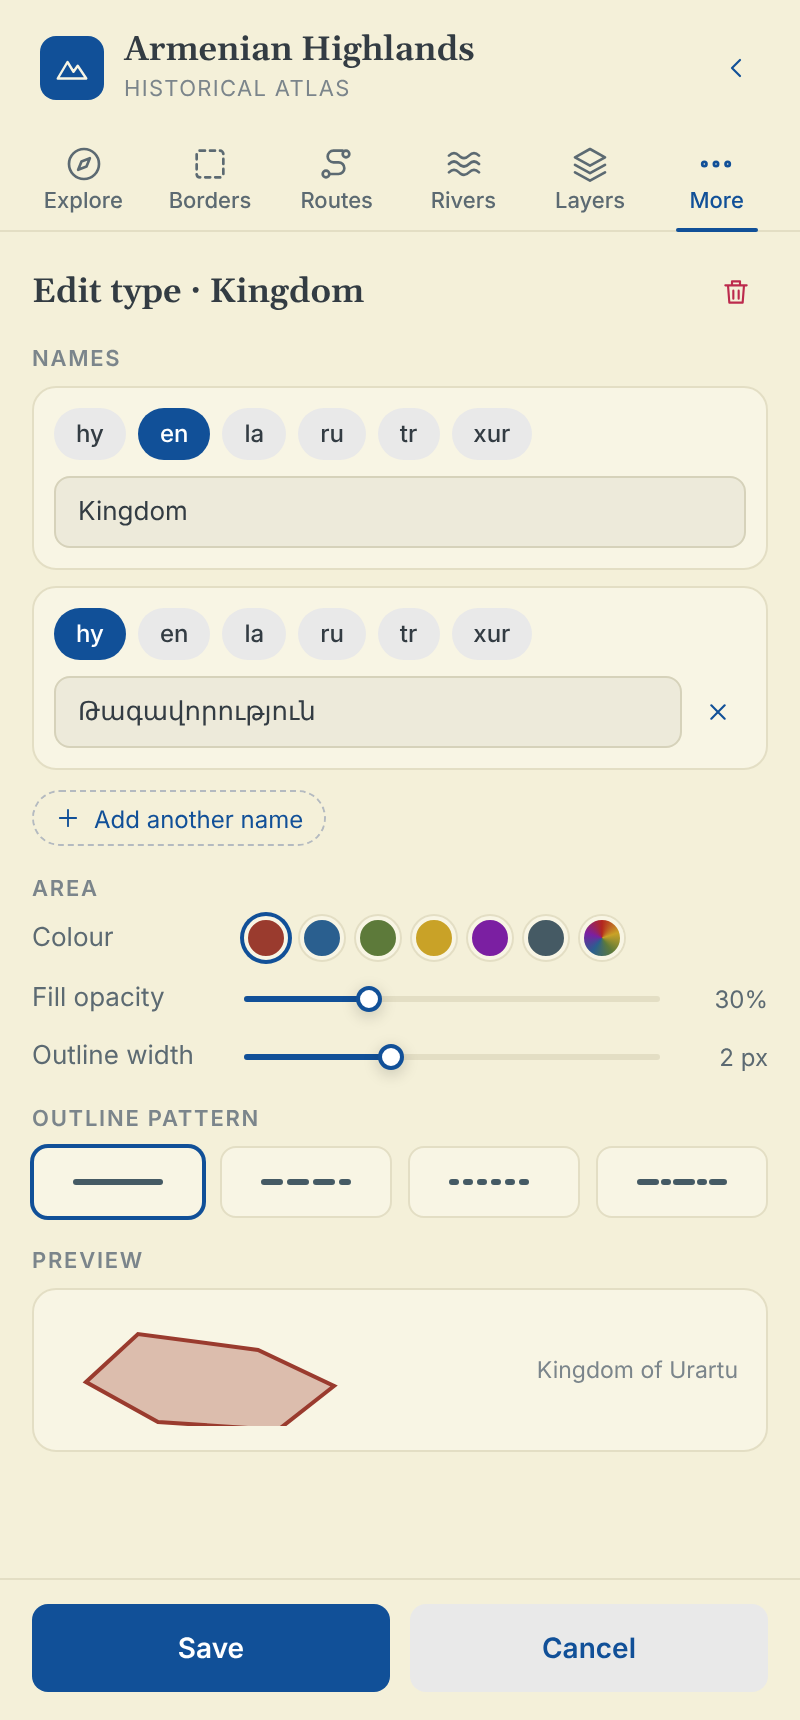 Armenian Highlands
HISTORICAL ATLAS
Explore Borders Routes Rivers Layers More
Edit type · Kingdom
NAMES
hy en la ru tr xur
Kingdom
hy en la ru tr xur
Թագավորություն
Add another name
AREA
Colour
Fill opacity 30%
Outline width 2 px
OUTLINE PATTERN
PREVIEW
Kingdom of Urartu
Save Cancel